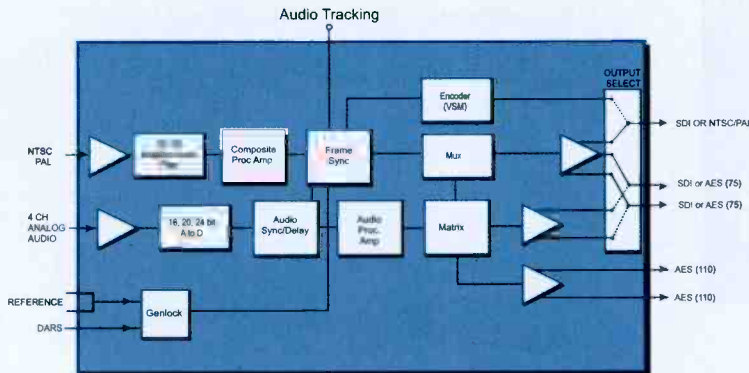 Audio Tracking
OUTPUT
SELECT
Encoder
(VSM)
SDI OR NTSC/PAL
NTSC
PAL
Composite
Proc Amp
Frame
Sync
Mux
SDI or AES (75)
SDI or AES (75)
4 CH
ANALOG
AUDIO
16, 20, 24 bit
A to D
Audio
Sync/Delay
Audio
Proc.
Amp
Matrix
AES (110)
AES (110)
REFERENCE
Genlock
DARS